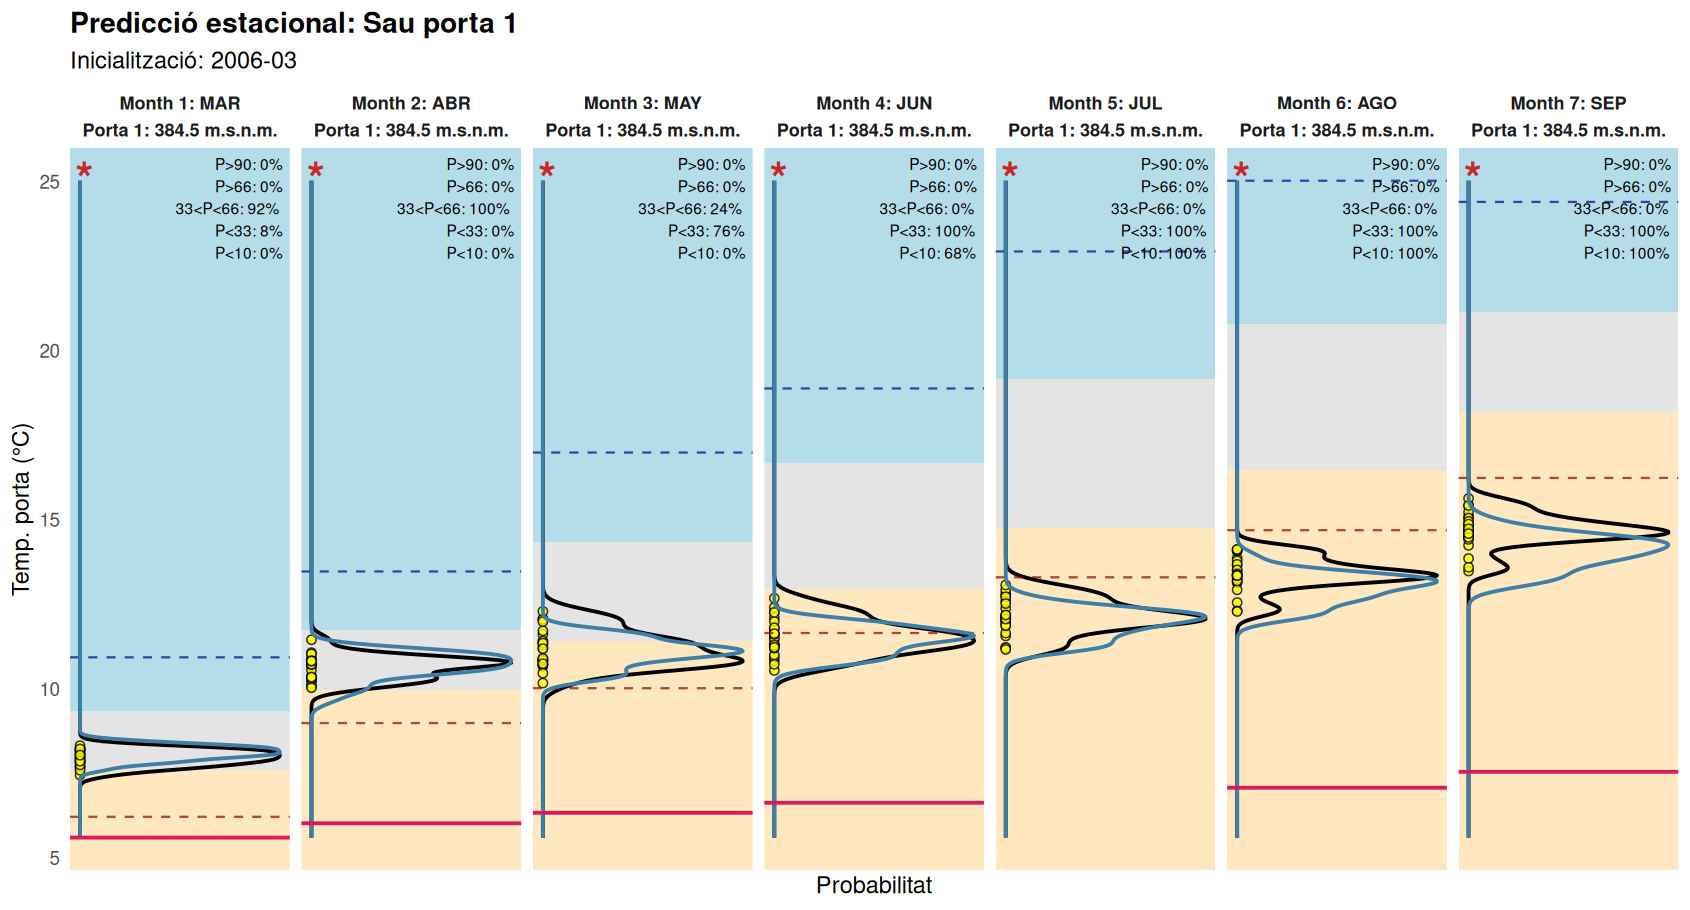 Predicció estacional: Sau porta 1
Inicialització: 2006-03
Month 1: MAR
Porta 1: 384.5 m.s.n.m.
Month 2: ABR
Porta 1: 384.5 m.s.n.m.
Month 3: MAY
Porta 1: 384.5 m.s.n.m.
Month 4: JUN
Porta 1: 384.5 m.s.n.m.
Month 5: JUL
Porta 1: 384.5 m.s.n.m.
Month 6: AGO
Porta 1: 384.5 m.s.n.m.
Month 7: SEP
Porta 1: 384.5 m.s.n.m.
*
P>90: 0%
P>66: 0%
33<P<66: 92%
P<33: 8%
P<10: 0%
*
P>90: 0%
P>66: 0%
33<P<66: 100%
P<33: 0%
P<10: 0%
*
P>90: 0%
P>66: 0%
33<P<66: 24%
P<33: 76%
P<10: 0%
*
P>90: 0%
P>66: 0%
33<P<66: 0%
P<33: 100%
P<10: 68%
*
P>90: 0%
P>66: 0%
33<P<66: 0%
P<33: 100%
P<10: 100%
*
P>90: 0%
P>66: 0%
33<P<66: 0%
P<33: 100%
P<10: 100%
*
P>90: 0%
P>66: 0%
33<P<66: 0%
P<33: 100%
P<10: 100%
25
20
15
10
5
Temp. porta (°C)
Probabilitat